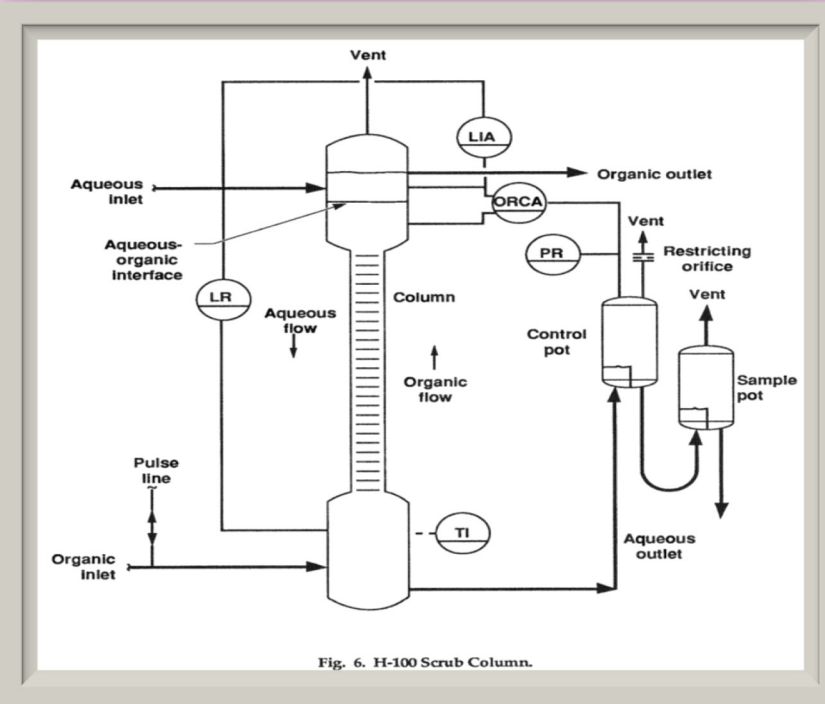 Vent
LIA
Organic outlet
Aqueous
inlet
ORCA
Vent
Aqueous-
organic
interface
PR
Restricting
orifice
LR
Column
Vent
Aqueous
flow
Control
pot
Organic
flow
Sample
pot
Pulse
line
TI
Aqueous
outlet
Organic
inlet
Fig. 6. H-100 Scrub Column.